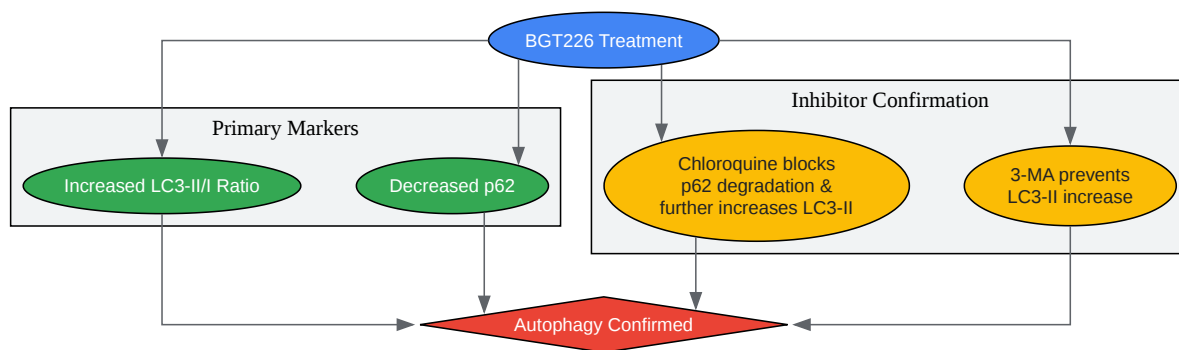 BGT226 Treatment
Primary Markers
Inhibitor Confirmation
Increased LC3-II/I Ratio
Decreased p62
Chloroquine blocks
p62 degradation &
further increases LC3-II
3-MA prevents
LC3-II increase
Autophagy Confirmed